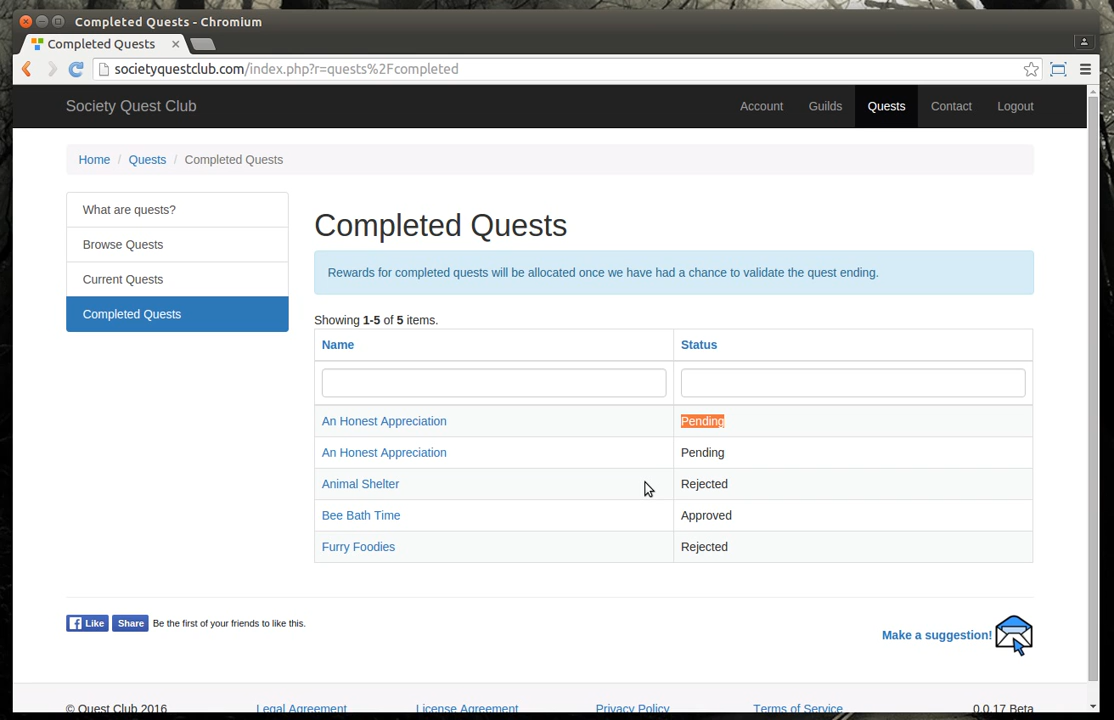 Completed Quests - Chromium
Completed Quests
societyquestclub.com/index.php?r=quests%2Fcompleted
Society Quest Club Account Guilds Quests Contact Logout
Home / Quests / Completed Quests
What are quests?
Browse Quests
Current Quests
Completed Quests
Completed Quests
Rewards for completed quests will be allocated once we have had a chance to validate the quest ending.
Showing 1-5 of 5 items.
Name Status
An Honest Appreciation Pending
An Honest Appreciation Pending
Animal Shelter Rejected
Bee Bath Time Approved
Furry Foodies Rejected
Like Share Be the first of your friends to like this.
Make a suggestion!
© Quest Club 2016 Legal Agreement License Agreement Privacy Policy Terms of Service 0.0.17 Beta